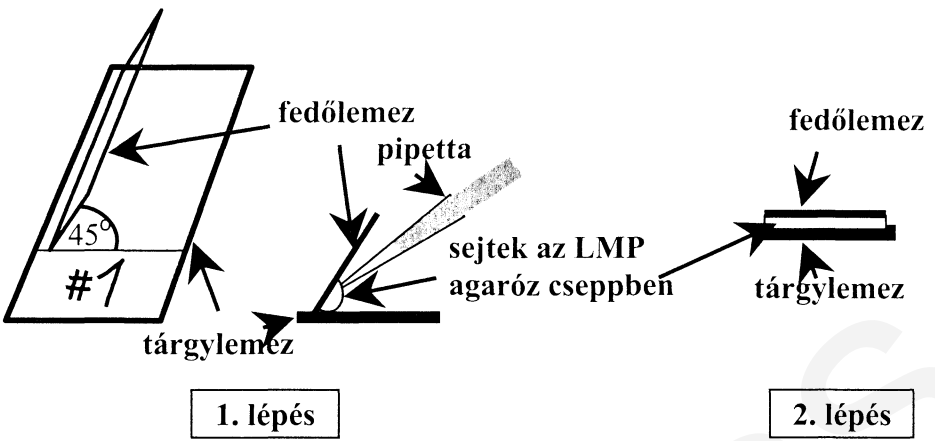 fedőlemez
pipetta
45°
#1
sejtek az LMP
agaróz cseppben
tárgylemez
1. lépés
fedőlemez
tárgylemez
2. lépés